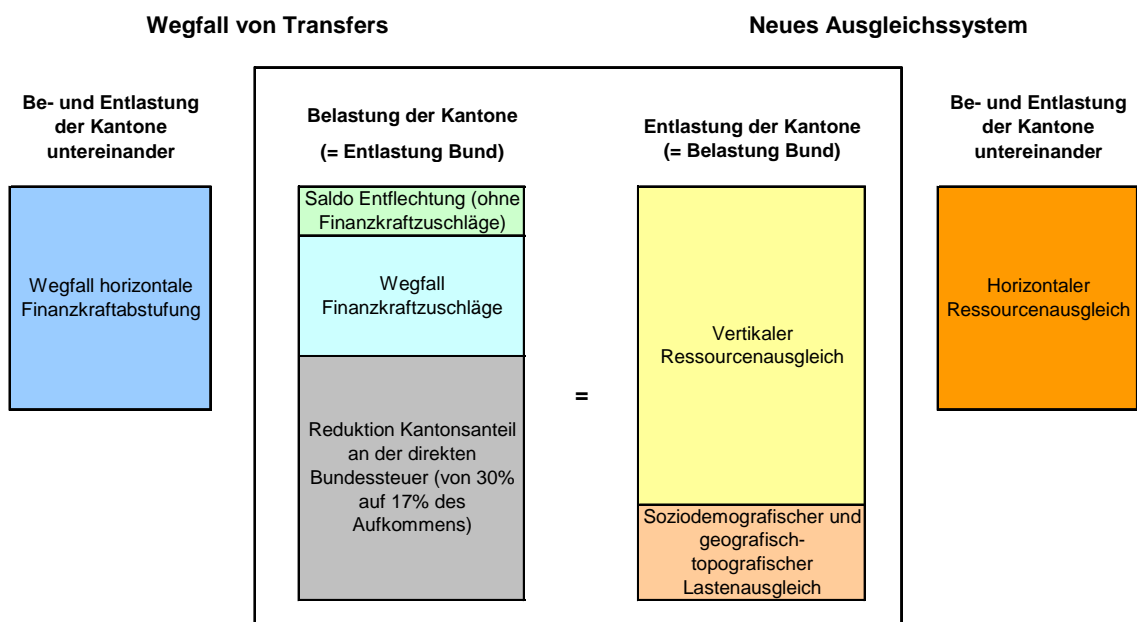 Wegfall von Transfers
Neues Ausgleichssystem
Be- und Entlastung
der Kantone
untereinander
Belastung der Kantone
(= Entlastung Bund)
Entlastung der Kantone
(= Belastung Bund)
Be- und Entlastung
der Kantone
untereinander
Wegfall horizontale
Finanzkraftabstufung
Saldo Entflechtung (ohne
Finanzkraftzuschläge)
Wegfall
Finanzkraftzuschläge
Reduktion Kantonsanteil
an der direkten
Bundessteuer (von 30%
auf 17% des
Aufkommens)
=
Vertikaler
Ressourcenausgleich
Soziodemografischer und
geografisch-
topografischer
Lastenausgleich
Horizontaler
Ressourcenausgleich